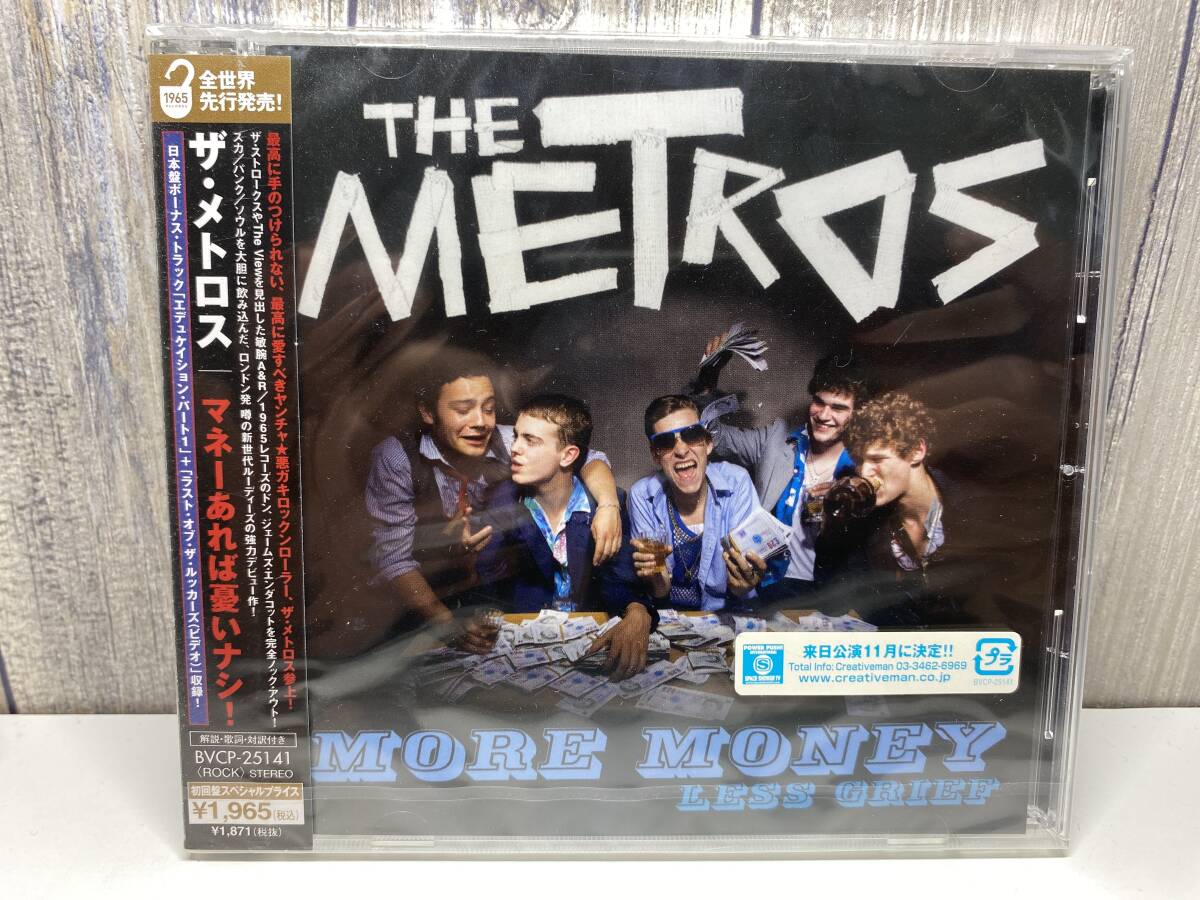 1965
RECORDS
全世界
先行発売!
ザ・メトロス
マネーあれば憂いナシ!
最高に手のつけられない、最高に愛すべきヤンチャ★悪ガキロックンローラー、ザ・メトロス参上!
ザ・ストロークスやThe Viewを見出した敏腕A&R/1965レコーズのドン、ジェームズ・エンダコットを完全ノック・アウト!
スカ/パンク/ソウルを大胆に飲み込んだ、ロンドン発 噂の新世代ルーディーズの強力デビュー作!
日本盤ボーナス・トラック「エデュケイション・パート1」+「ラスト・オブ・ザ・ルッカーズ(ビデオ)」収録!
解説・歌詞・対訳付き
BVCP-25141
〈ROCK〉 STEREO
初回盤スペシャルプライス
¥1,965(税込)
¥1,871(税抜)
THE
METROS
POWER PUSH!
S
SPACE SHOWER TV
来日公演11月に決定!!
Total Info: Creativeman 03-3462-6969
www.creativeman.co.jp
プラ
BVCP-25141
MORE MONEY
LESS GRIEF